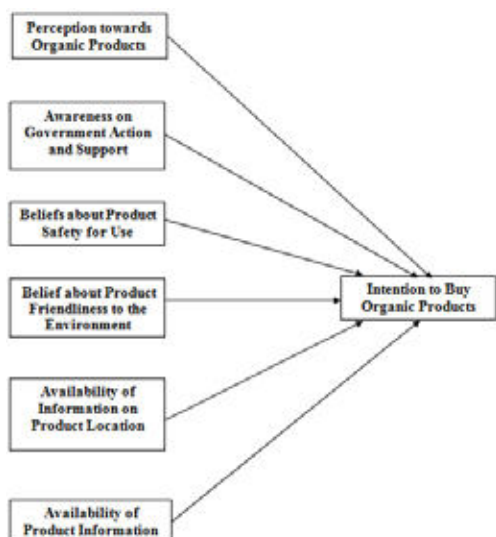 Perception towards
Organic Products
Awareness on
Government Action
and Support
Beliefs about Product
Safety for Use
Belief about Product
Friendliness to the
Environment
Intention to Buy
Organic Products
Availability of
Information on
Product Location
Availability of
Product Information